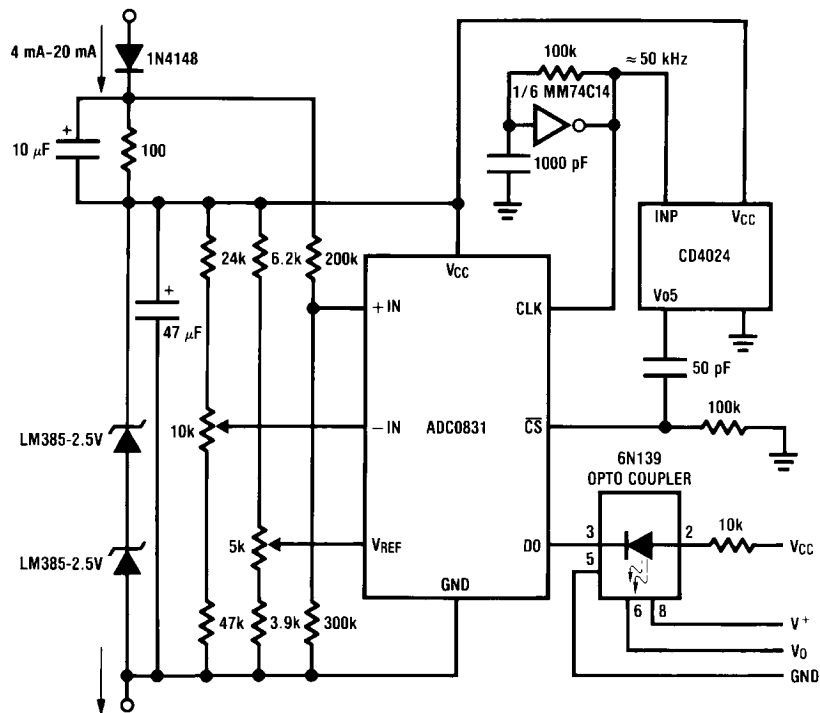 4 mA–20 mA
1N4148
100k
≈ 50 kHz
1/6 MM74C14
+
10 µF
100
1000 pF
INP
VCC
CD4024
VO5
24k
6.2k
200k
VCC
+ IN
CLK
+
47 µF
50 pF
LM385-2.5V
10k
– IN
ADC0831
CS
100k
6N139
OPTO COUPLER
LM385-2.5V
5k
VREF
DO
3
2
10k
VCC
5
GND
47k
3.9k
300k
6
8
V+
VO
GND